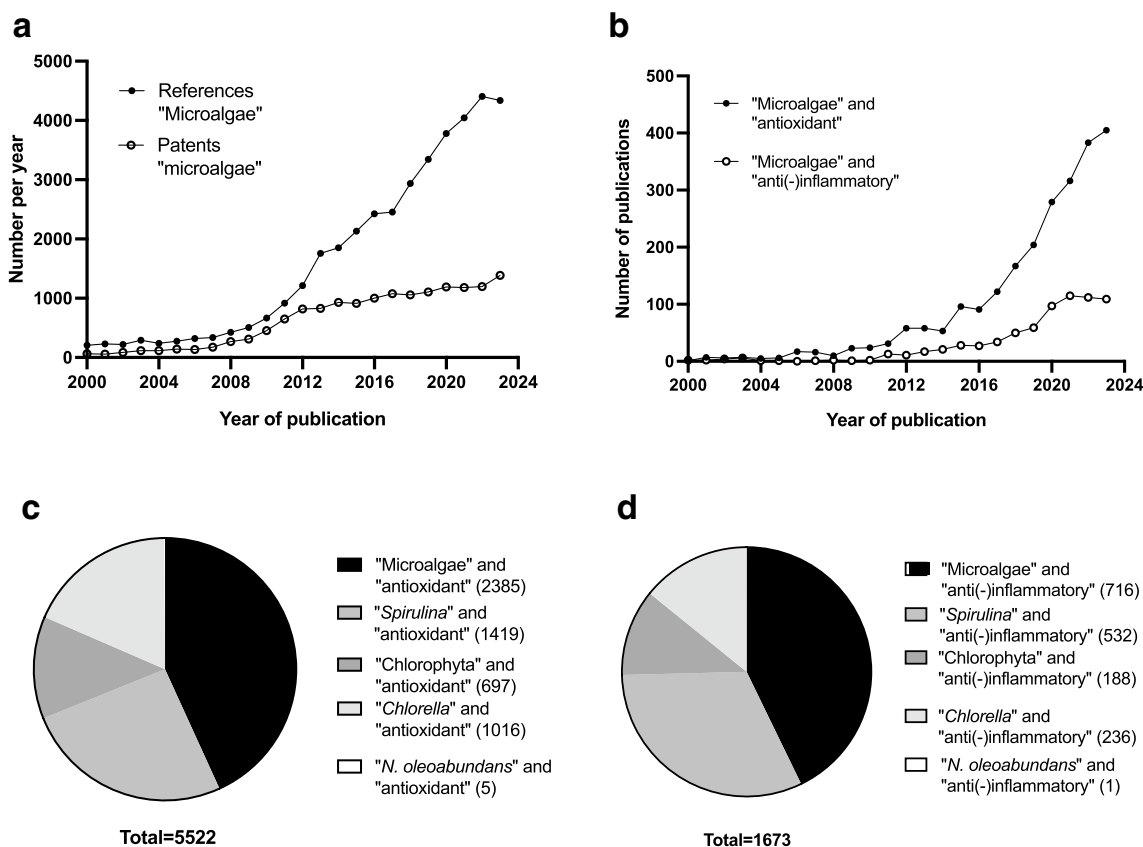 a
5000
4000
3000
2000
1000
0
Number per year
References
"Microalgae"
Patents
"microalgae"
2000 2004 2008 2012 2016 2020 2024
Year of publication
b
500
400
300
200
100
0
Number of publications
"Microalgae" and
"antioxidant"
"Microalgae" and
"anti(-)inflammatory"
2000 2004 2008 2012 2016 2020 2024
Year of publication
c
"Microalgae" and
"antioxidant" (2385)
"Spirulina" and
"antioxidant" (1419)
"Chlorophyta" and
"antioxidant" (697)
"Chlorella" and
"antioxidant" (1016)
"N. oleoabundans" and
"antioxidant" (5)
Total=5522
d
"Microalgae" and
"anti(-)inflammatory" (716)
"Spirulina" and
"anti(-)inflammatory" (532)
"Chlorophyta" and
"anti(-)inflammatory" (188)
"Chlorella" and
"anti(-)inflammatory" (236)
"N. oleoabundans" and
"anti(-)inflammatory" (1)
Total=1673